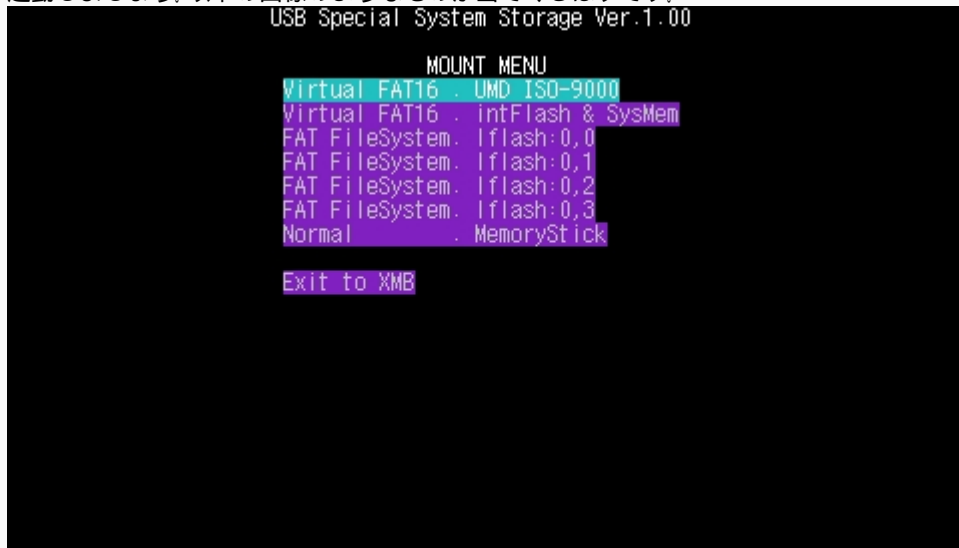 USB Special System Storage Ver.1.00
MOUNT MENU
Virtual FAT16 . UMD ISO-9000
Virtual FAT16 . intFlash & SysMem
FAT FileSystem. lflash:0,0
FAT FileSystem. lflash:0,1
FAT FileSystem. lflash:0,2
FAT FileSystem. lflash:0,3
Normal . MemoryStick
Exit to XMB